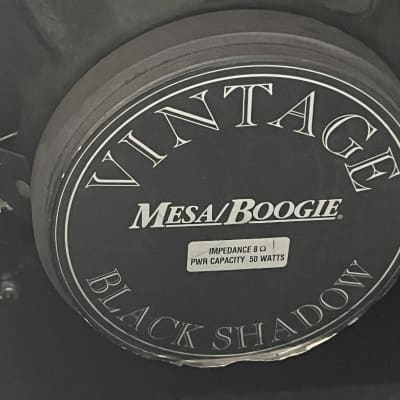 VINTAGE
MESA/BOOGIE®
IMPEDANCE 8 Ω
PWR CAPACITY 50 WATTS
BLACK SHADOW